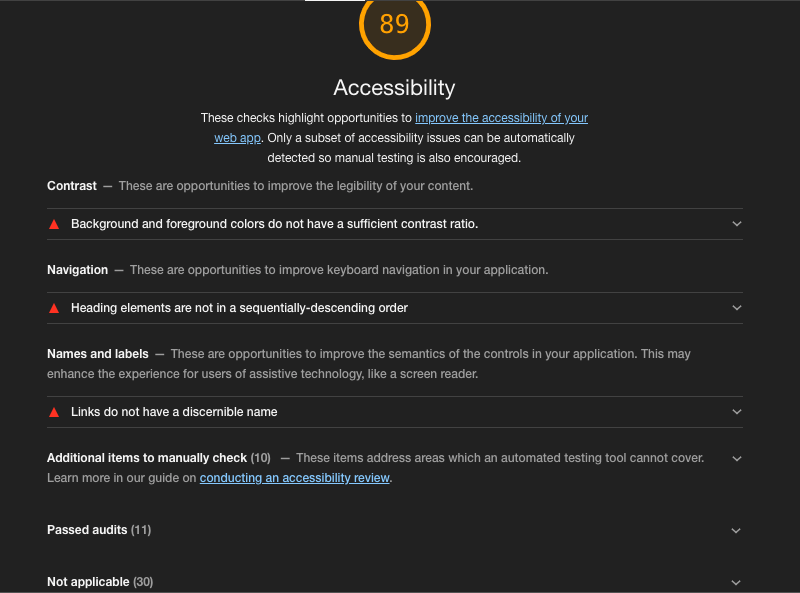 89
Accessibility
These checks highlight opportunities to improve the accessibility of your
web app. Only a subset of accessibility issues can be automatically
detected so manual testing is also encouraged.
Contrast — These are opportunities to improve the legibility of your content.
Background and foreground colors do not have a sufficient contrast ratio.
Navigation — These are opportunities to improve keyboard navigation in your application.
Heading elements are not in a sequentially-descending order
Names and labels — These are opportunities to improve the semantics of the controls in your application. This may
enhance the experience for users of assistive technology, like a screen reader.
Links do not have a discernible name
Additional items to manually check (10) — These items address areas which an automated testing tool cannot cover.
Learn more in our guide on conducting an accessibility review.
Passed audits (11)
Not applicable (30)